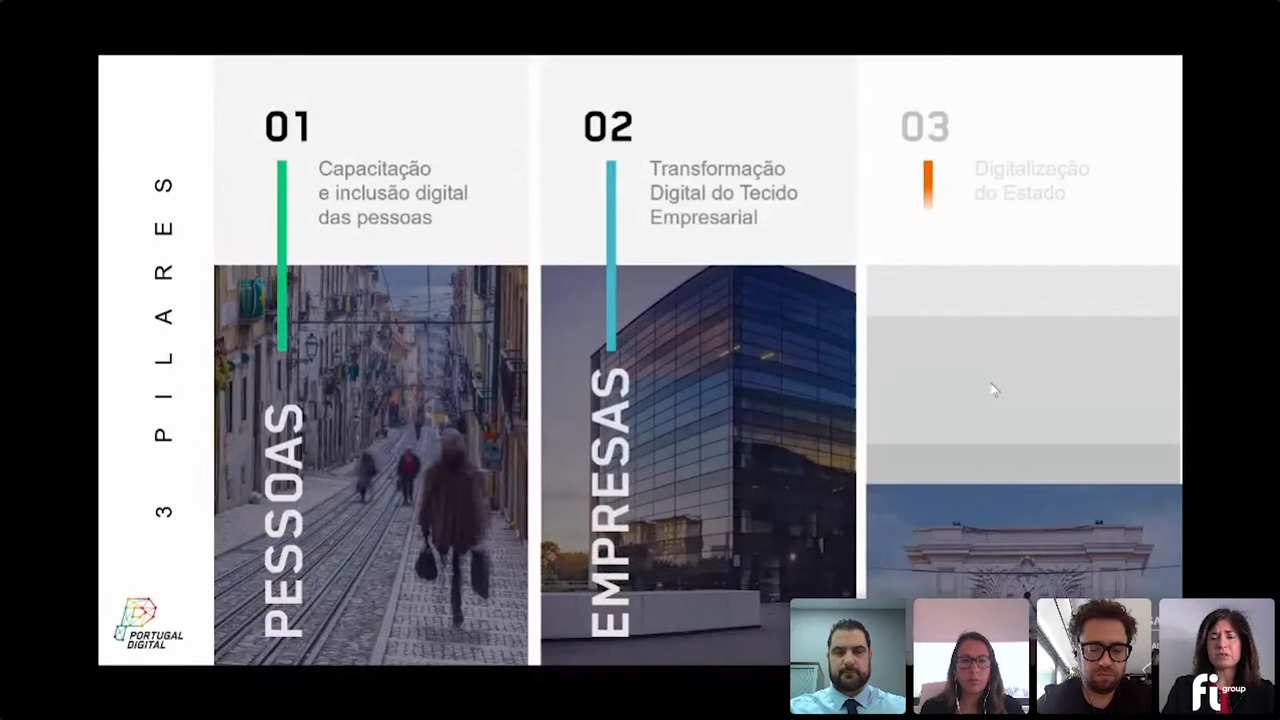 3 PILARES
01
Capacitação
e inclusão digital
das pessoas
PESSOAS
02
Transformação
Digital do Tecido
Empresarial
EMPRESAS
03
Digitalização
do Estado
PORTUGAL
DIGITAL
fi group